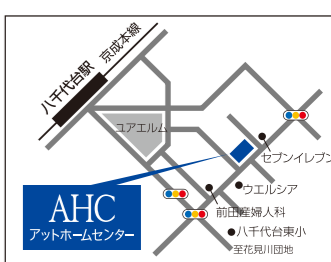 京成本線
八千代台駅
ユアエルム
セブンイレブン
ウエルシア
前田産婦人科
八千代台東小
至花見川団地
AHC
アットホームセンター